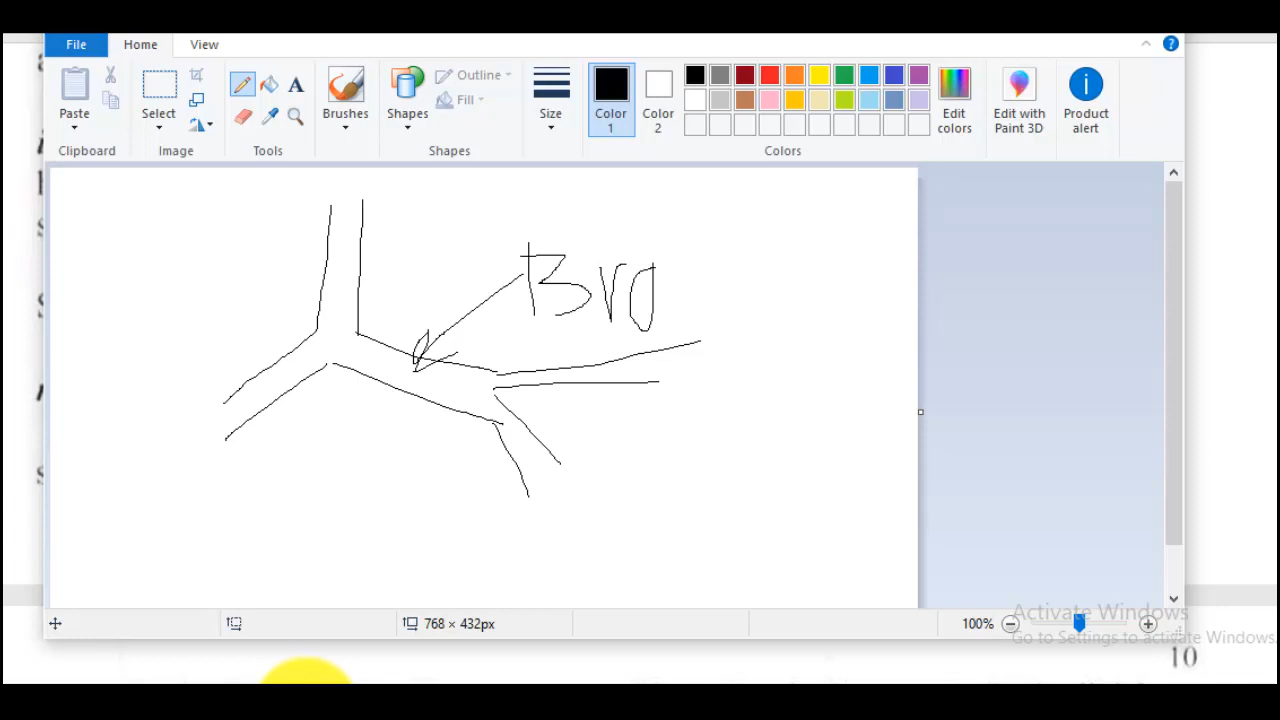 File Home View
Paste Select Brushes Shapes Outline Fill Size Color 1 Color 2 Edit colors Edit with Paint 3D Product alert
Clipboard Image Tools Shapes Colors
Bro
768 × 432px 100%
Activate Windows
Go to Settings to activate Windows.
10